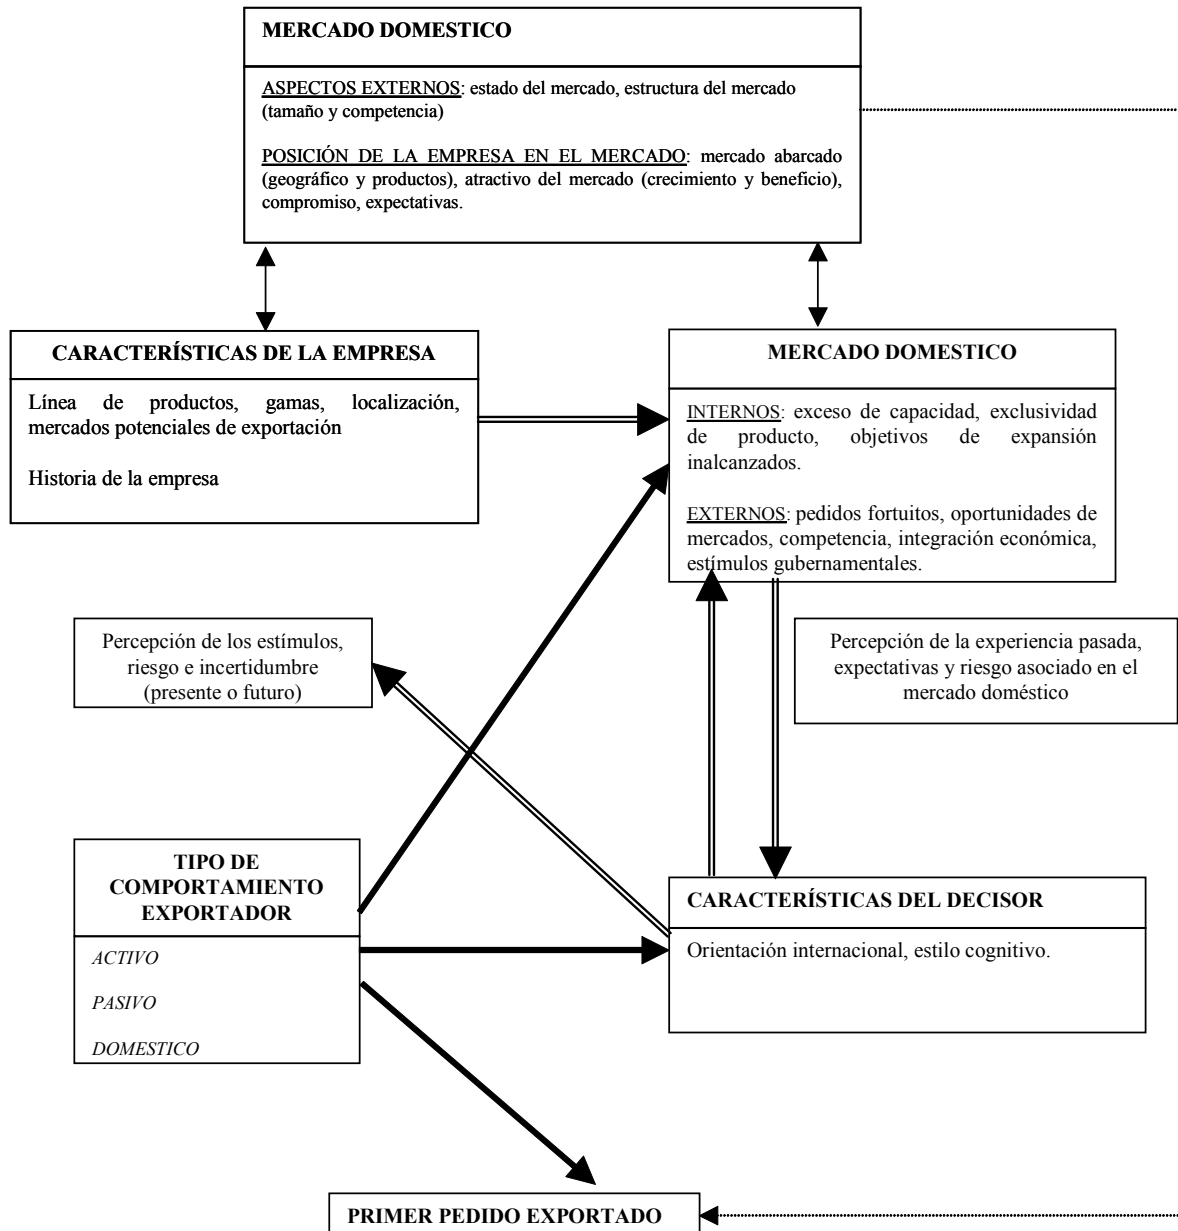 MERCADO DOMESTICO
ASPECTOS EXTERNOS: estado del mercado, estructura del mercado
(tamaño y competencia)
POSICIÓN DE LA EMPRESA EN EL MERCADO: mercado abarcado
(geográfico y productos), atractivo del mercado (crecimiento y beneficio),
compromiso, expectativas.
CARACTERÍSTICAS DE LA EMPRESA
Línea de productos, gamas, localización,
mercados potenciales de exportación
Historia de la empresa
MERCADO DOMESTICO
INTERNOS: exceso de capacidad, exclusividad
de producto, objetivos de expansión
inalcanzados.
EXTERNOS: pedidos fortuitos, oportunidades de
mercados, competencia, integración económica,
estímulos gubernamentales.
Percepción de los estímulos,
riesgo e incertidumbre
(presente o futuro)
Percepción de la experiencia pasada,
expectativas y riesgo asociado en el
mercado doméstico
TIPO DE
COMPORTAMIENTO
EXPORTADOR
ACTIVO
PASIVO
DOMESTICO
CARACTERÍSTICAS DEL DECISOR
Orientación internacional, estilo cognitivo.
PRIMER PEDIDO EXPORTADO